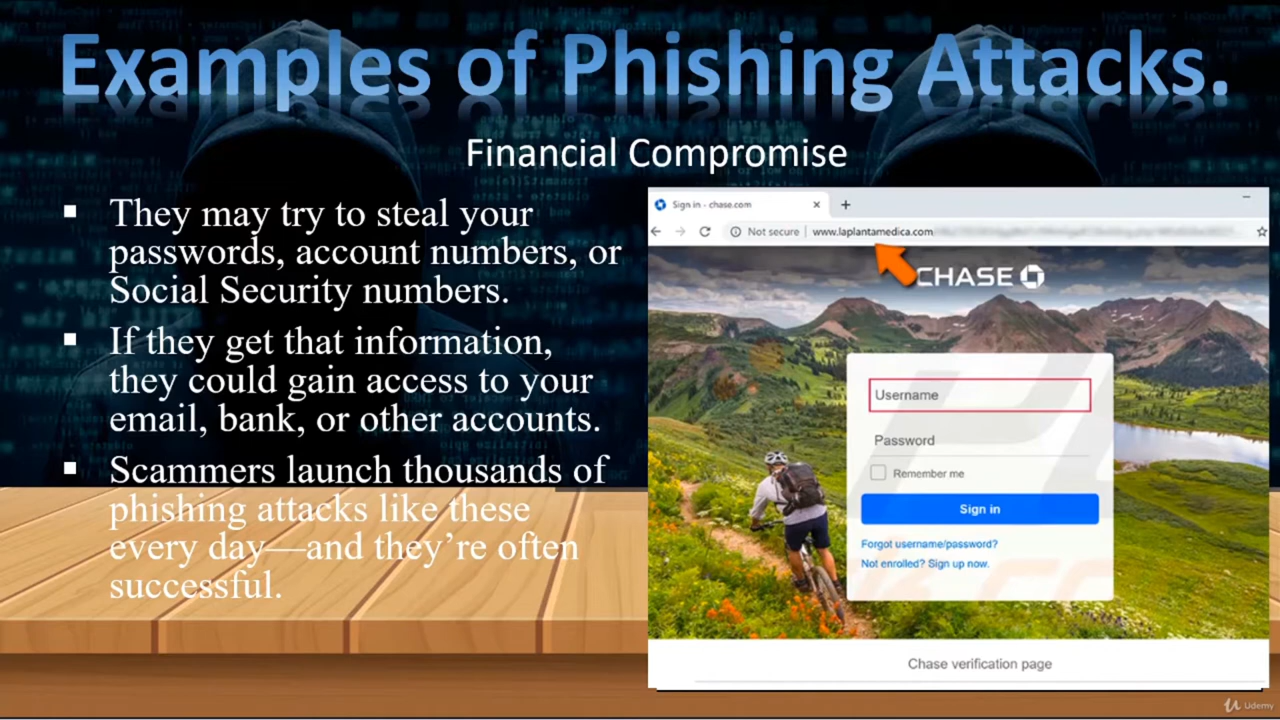 Examples of Phishing Attacks.
Financial Compromise
▪ They may try to steal your
passwords, account numbers, or
Social Security numbers.
▪ If they get that information,
they could gain access to your
email, bank, or other accounts.
▪ Scammers launch thousands of
phishing attacks like these
every day—and they’re often
successful.
Sign in - chase.com
Not secure | www.laplantamedica.com
CHASE
Username
Password
Remember me
Sign in
Forgot username/password?
Not enrolled? Sign up now.
Chase verification page
Udemy